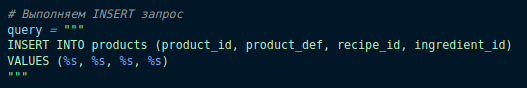 # Выполняем INSERT запрос
query = """
INSERT INTO products (product_id, product_def, recipe_id, ingredient_id)
VALUES (%s, %s, %s, %s)
"""